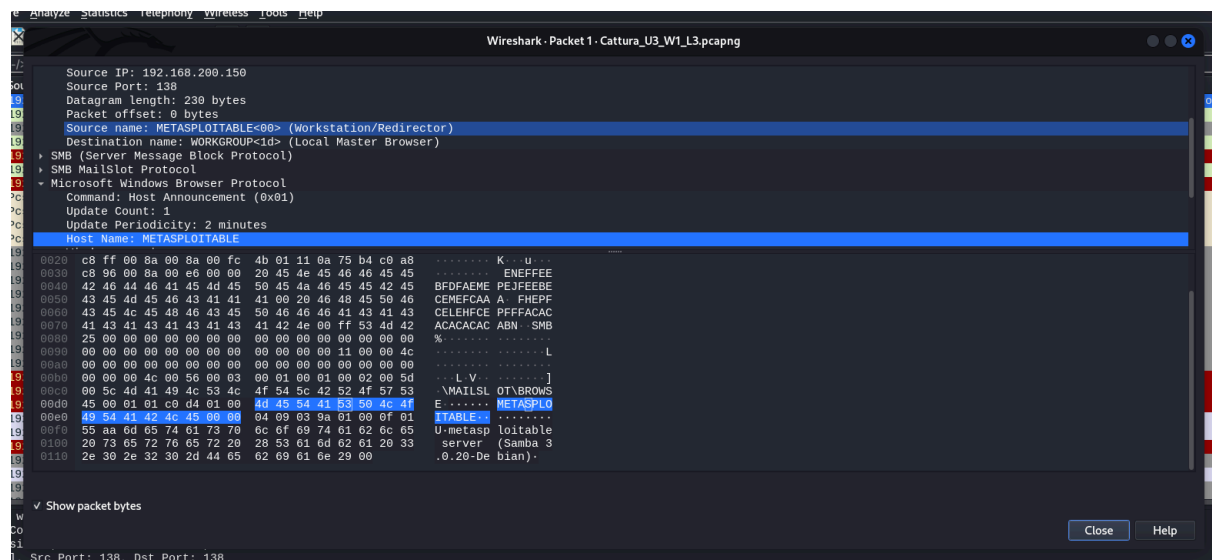 Analyze Statistics Telephony Wireless Tools Help
Wireshark · Packet 1 · Cattura_U3_W1_L3.pcapng
Source IP: 192.168.200.150
Source Port: 138
Datagram length: 230 bytes
Packet offset: 0 bytes
Source name: METASPLOITABLE<00> (Workstation/Redirector)
Destination name: WORKGROUP<1d> (Local Master Browser)
SMB (Server Message Block Protocol)
SMB MailSlot Protocol
Microsoft Windows Browser Protocol
Command: Host Announcement (0x01)
Update Count: 1
Update Periodicity: 2 minutes
Host Name: METASPLOITABLE
0020 c8 ff 00 8a 00 8a 00 fc 4b 01 11 0a 75 b4 c0 a8 ········ K···u···
0030 c8 96 00 8a 00 e6 00 00 20 45 4e 45 46 46 45 45 ········ ENEFFEE
0040 42 46 44 46 41 45 4d 45 50 45 4a 46 45 45 42 45 BFDFAEME PEJFEEBE
0050 43 45 4d 45 46 43 41 41 41 00 20 46 48 45 50 46 CEMEFCAA A· FHEPF
0060 43 45 4c 45 48 46 43 45 50 46 46 46 41 43 41 43 CELEHFCE PFFFACAC
0070 41 43 41 43 41 43 41 43 41 42 4e 00 ff 53 4d 42 ACACACAC ABN··SMB
0080 25 00 00 00 00 00 00 00 00 00 00 00 00 00 00 00 %······· ········
0090 00 00 00 00 00 00 00 00 00 00 00 00 11 00 00 4c ········ ·······L
00a0 00 00 00 00 00 00 00 00 00 00 00 00 00 00 00 00 ········ ········
00b0 00 00 00 4c 00 56 00 03 00 01 00 01 00 02 00 5d ···L·V·· ·······]
00c0 00 5c 4d 41 49 4c 53 4c 4f 54 5c 42 52 4f 57 53 ·\MAILSL OT\BROWS
00d0 45 00 01 01 c0 d4 01 00 4d 45 54 41 53 50 4c 4f E······· METASPLO
00e0 49 54 41 42 4c 45 00 00 04 09 03 9a 01 00 0f 01 ITABLE·· ········
00f0 55 aa 6d 65 74 61 73 70 6c 6f 69 74 61 62 6c 65 U·metasp loitable
0100 20 73 65 72 76 65 72 20 28 53 61 6d 62 61 20 33 server (Samba 3
0110 2e 30 2e 32 30 2d 44 65 62 69 61 6e 29 00 .0.20-De bian)·
Show packet bytes
Close Help
Src Port: 138, Dst Port: 138